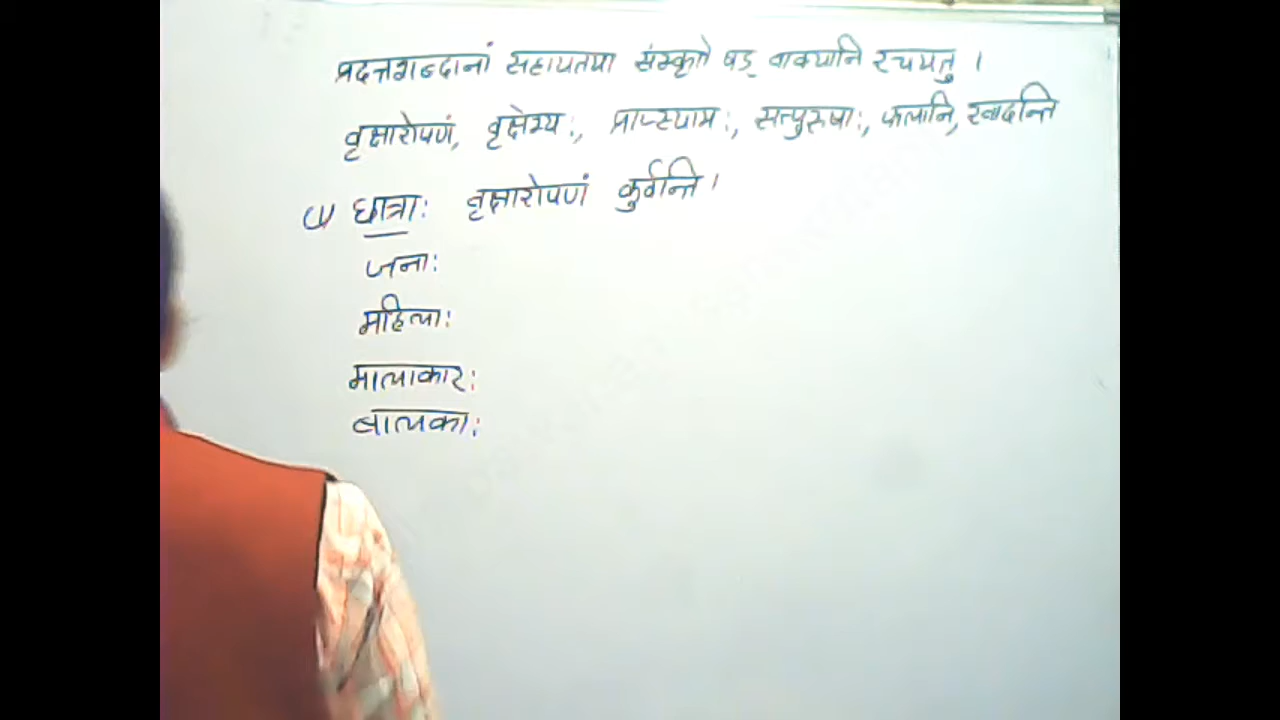 प्रदत्तशब्दानां सहायतया संस्कृते षड् वाक्यानि रचयतु ।
वृक्षारोपणं, वृक्षेभ्य:, प्राप्स्याम:, सत्पुरुषा:, फलानि, खादन्ति
(1) छात्रा: वृक्षारोपणं कुर्वन्ति ।
जना:
महिला:
मालाकार:
बालका: